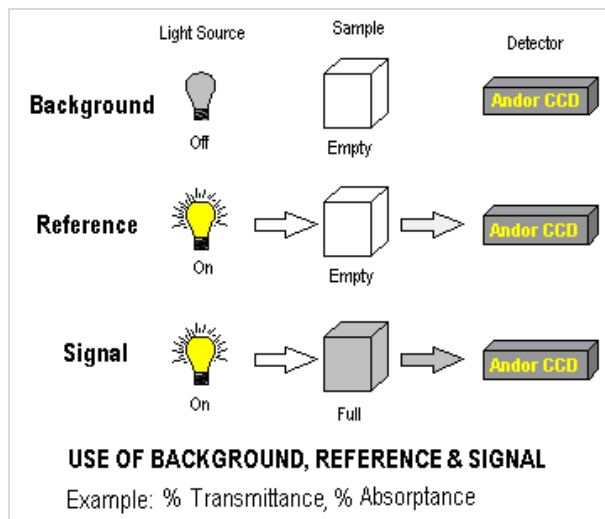 Light Source Sample Detector
Background Andor CCD
Off Empty
Reference Andor CCD
On Empty
Signal Andor CCD
On Full
USE OF BACKGROUND, REFERENCE & SIGNAL
Example: % Transmittance, % Absorptance